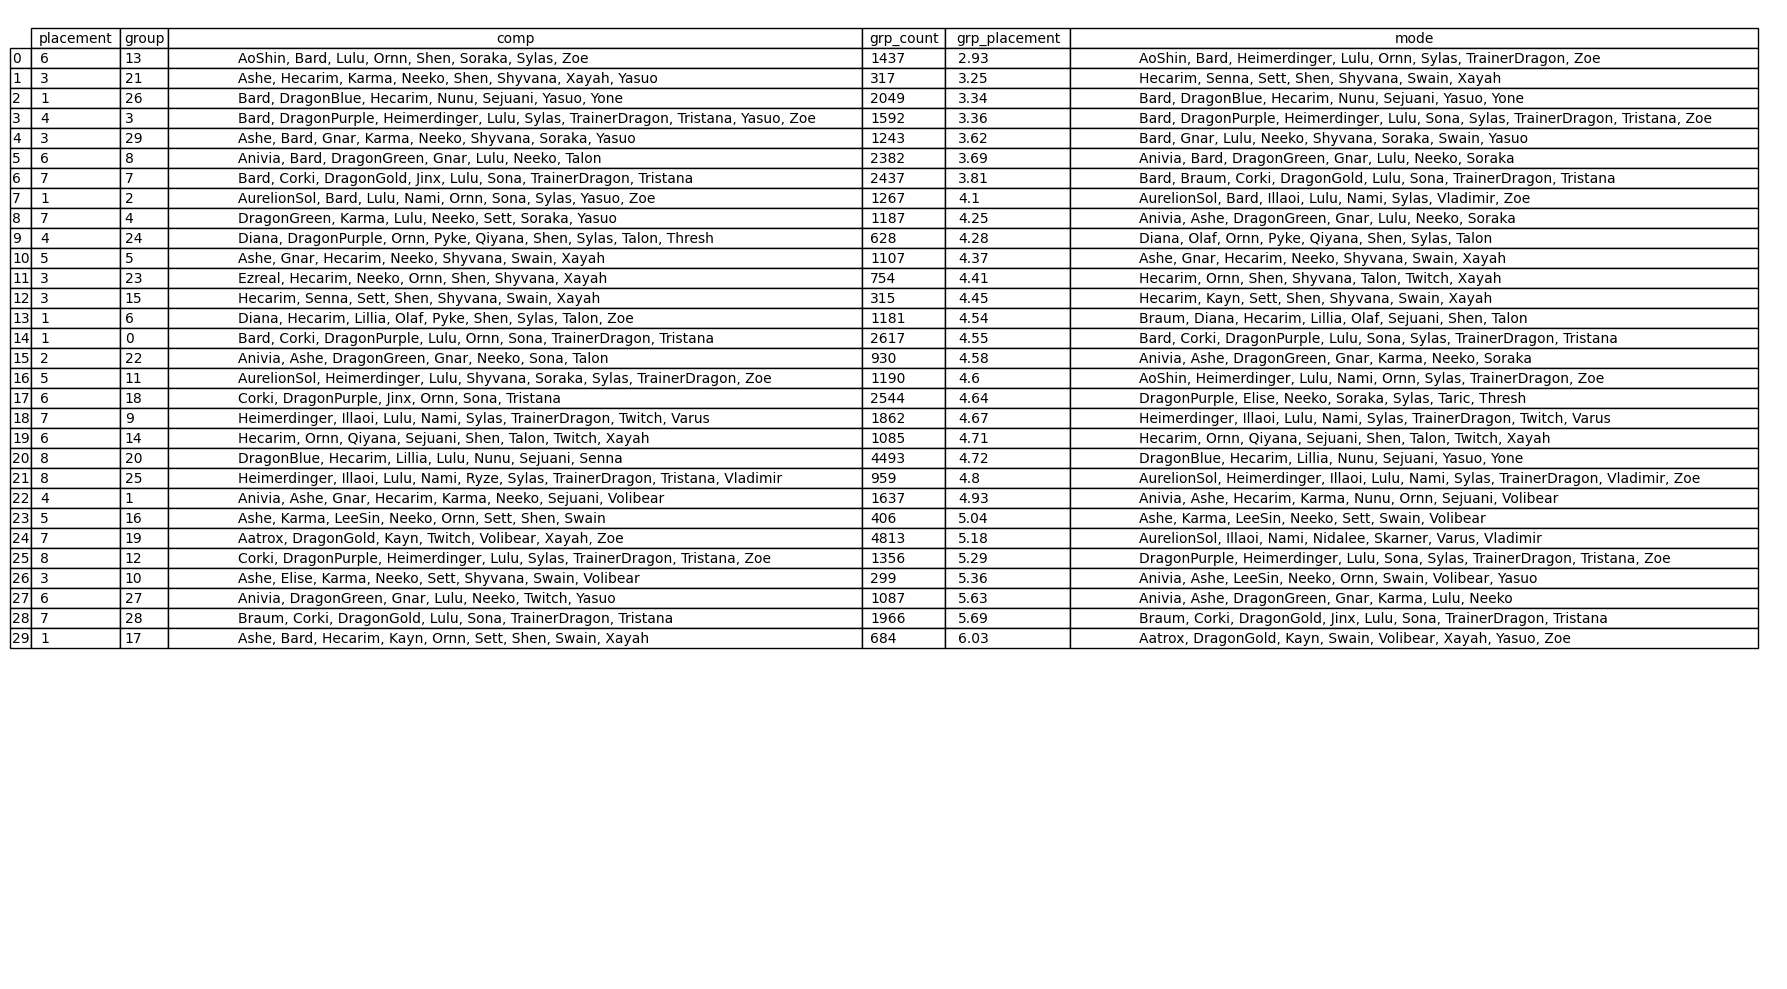 placement group comp grp_count grp_placement mode
0 6 13 AoShin, Bard, Lulu, Ornn, Shen, Soraka, Sylas, Zoe 1437 2.93 AoShin, Bard, Heimerdinger, Lulu, Ornn, Sylas, TrainerDragon, Zoe
1 3 21 Ashe, Hecarim, Karma, Neeko, Shen, Shyvana, Xayah, Yasuo 317 3.25 Hecarim, Senna, Sett, Shen, Shyvana, Swain, Xayah
2 1 26 Bard, DragonBlue, Hecarim, Nunu, Sejuani, Yasuo, Yone 2049 3.34 Bard, DragonBlue, Hecarim, Nunu, Sejuani, Yasuo, Yone
3 4 3 Bard, DragonPurple, Heimerdinger, Lulu, Sylas, TrainerDragon, Tristana, Yasuo, Zoe 1592 3.36 Bard, DragonPurple, Heimerdinger, Lulu, Sona, Sylas, TrainerDragon, Tristana, Zoe
4 3 29 Ashe, Bard, Gnar, Karma, Neeko, Shyvana, Soraka, Yasuo 1243 3.62 Bard, Gnar, Lulu, Neeko, Shyvana, Soraka, Swain, Yasuo
5 6 8 Anivia, Bard, DragonGreen, Gnar, Lulu, Neeko, Talon 2382 3.69 Anivia, Bard, DragonGreen, Gnar, Lulu, Neeko, Soraka
6 7 7 Bard, Corki, DragonGold, Jinx, Lulu, Sona, TrainerDragon, Tristana 2437 3.81 Bard, Braum, Corki, DragonGold, Lulu, Sona, TrainerDragon, Tristana
7 1 2 AurelionSol, Bard, Lulu, Nami, Ornn, Sona, Sylas, Yasuo, Zoe 1267 4.1 AurelionSol, Bard, Illaoi, Lulu, Nami, Sylas, Vladimir, Zoe
8 7 4 DragonGreen, Karma, Lulu, Neeko, Sett, Soraka, Yasuo 1187 4.25 Anivia, Ashe, DragonGreen, Gnar, Lulu, Neeko, Soraka
9 4 24 Diana, DragonPurple, Ornn, Pyke, Qiyana, Shen, Sylas, Talon, Thresh 628 4.28 Diana, Olaf, Ornn, Pyke, Qiyana, Shen, Sylas, Talon
10 5 5 Ashe, Gnar, Hecarim, Neeko, Shyvana, Swain, Xayah 1107 4.37 Ashe, Gnar, Hecarim, Neeko, Shyvana, Swain, Xayah
11 3 23 Ezreal, Hecarim, Neeko, Ornn, Shen, Shyvana, Xayah 754 4.41 Hecarim, Ornn, Shen, Shyvana, Talon, Twitch, Xayah
12 3 15 Hecarim, Senna, Sett, Shen, Shyvana, Swain, Xayah 315 4.45 Hecarim, Kayn, Sett, Shen, Shyvana, Swain, Xayah
13 1 6 Diana, Hecarim, Lillia, Olaf, Pyke, Shen, Sylas, Talon, Zoe 1181 4.54 Braum, Diana, Hecarim, Lillia, Olaf, Sejuani, Shen, Talon
14 1 0 Bard, Corki, DragonPurple, Lulu, Ornn, Sona, TrainerDragon, Tristana 2617 4.55 Bard, Corki, DragonPurple, Lulu, Sona, Sylas, TrainerDragon, Tristana
15 2 22 Anivia, Ashe, DragonGreen, Gnar, Neeko, Sona, Talon 930 4.58 Anivia, Ashe, DragonGreen, Gnar, Karma, Neeko, Soraka
16 5 11 AurelionSol, Heimerdinger, Lulu, Shyvana, Soraka, Sylas, TrainerDragon, Zoe 1190 4.6 AoShin, Heimerdinger, Lulu, Nami, Ornn, Sylas, TrainerDragon, Zoe
17 6 18 Corki, DragonPurple, Jinx, Ornn, Sona, Tristana 2544 4.64 DragonPurple, Elise, Neeko, Soraka, Sylas, Taric, Thresh
18 7 9 Heimerdinger, Illaoi, Lulu, Nami, Sylas, TrainerDragon, Twitch, Varus 1862 4.67 Heimerdinger, Illaoi, Lulu, Nami, Sylas, TrainerDragon, Twitch, Varus
19 6 14 Hecarim, Ornn, Qiyana, Sejuani, Shen, Talon, Twitch, Xayah 1085 4.71 Hecarim, Ornn, Qiyana, Sejuani, Shen, Talon, Twitch, Xayah
20 8 20 DragonBlue, Hecarim, Lillia, Lulu, Nunu, Sejuani, Senna 4493 4.72 DragonBlue, Hecarim, Lillia, Nunu, Sejuani, Yasuo, Yone
21 8 25 Heimerdinger, Illaoi, Lulu, Nami, Ryze, Sylas, TrainerDragon, Tristana, Vladimir 959 4.8 AurelionSol, Heimerdinger, Illaoi, Lulu, Nami, Sylas, TrainerDragon, Vladimir, Zoe
22 4 1 Anivia, Ashe, Gnar, Hecarim, Karma, Neeko, Sejuani, Volibear 1637 4.93 Anivia, Ashe, Hecarim, Karma, Nunu, Ornn, Sejuani, Volibear
23 5 16 Ashe, Karma, LeeSin, Neeko, Ornn, Sett, Shen, Swain 406 5.04 Ashe, Karma, LeeSin, Neeko, Sett, Swain, Volibear
24 7 19 Aatrox, DragonGold, Kayn, Twitch, Volibear, Xayah, Zoe 4813 5.18 AurelionSol, Illaoi, Nami, Nidalee, Skarner, Varus, Vladimir
25 8 12 Corki, DragonPurple, Heimerdinger, Lulu, Sylas, TrainerDragon, Tristana, Zoe 1356 5.29 DragonPurple, Heimerdinger, Lulu, Sona, Sylas, TrainerDragon, Tristana, Zoe
26 3 10 Ashe, Elise, Karma, Neeko, Sett, Shyvana, Swain, Volibear 299 5.36 Anivia, Ashe, LeeSin, Neeko, Ornn, Swain, Volibear, Yasuo
27 6 27 Anivia, DragonGreen, Gnar, Lulu, Neeko, Twitch, Yasuo 1087 5.63 Anivia, Ashe, DragonGreen, Gnar, Karma, Lulu, Neeko
28 7 28 Braum, Corki, DragonGold, Lulu, Sona, TrainerDragon, Tristana 1966 5.69 Braum, Corki, DragonGold, Jinx, Lulu, Sona, TrainerDragon, Tristana
29 1 17 Ashe, Bard, Hecarim, Kayn, Ornn, Sett, Shen, Swain, Xayah 684 6.03 Aatrox, DragonGold, Kayn, Swain, Volibear, Xayah, Yasuo, Zoe